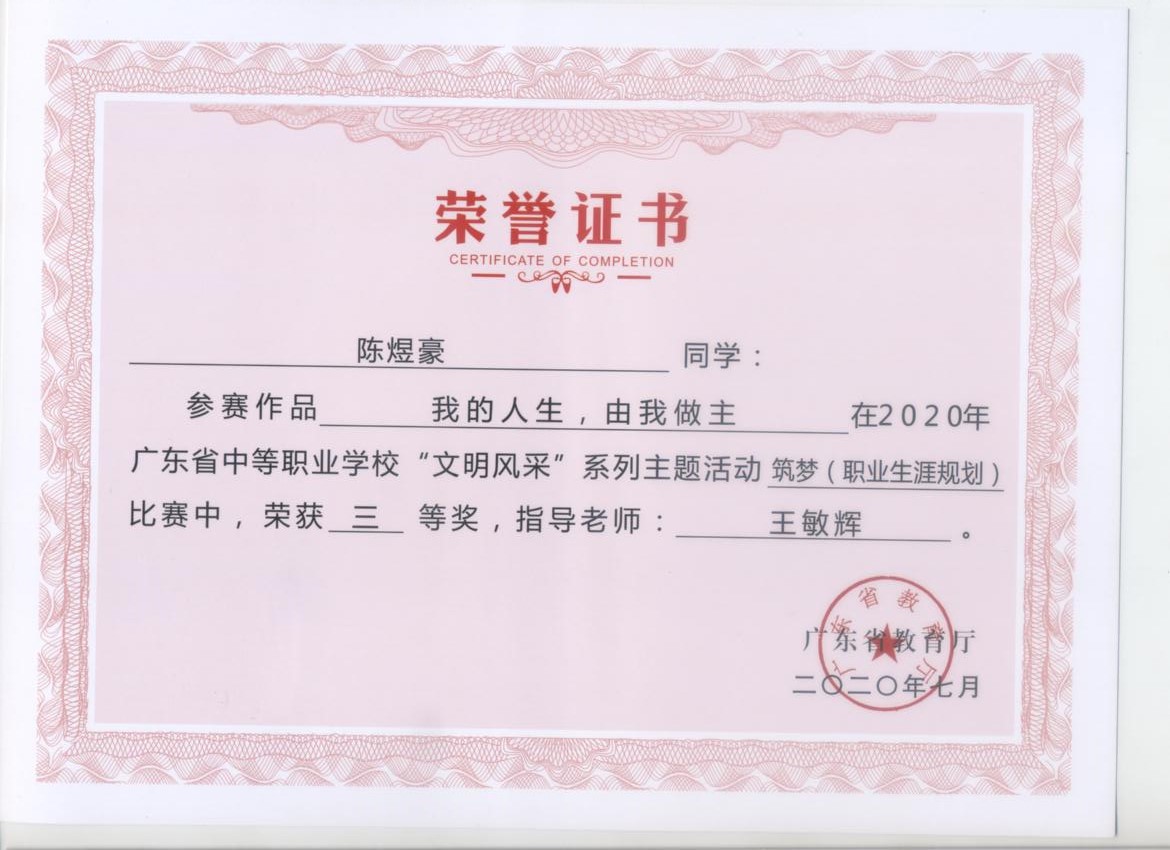 荣誉证书
CERTIFICATE OF COMPLETION
陈煜豪 同学：
参赛作品 我的人生，由我做主 在2020年
广东省中等职业学校“文明风采”系列主题活动 筑梦（职业生涯规划）
比赛中，荣获 三 等奖，指导老师： 王敏辉 。
广东省教育厅
广东省教育厅
二〇二〇年七月